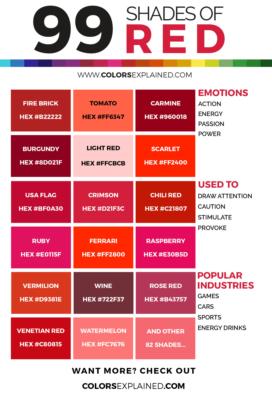 99 SHADES OF
RED
WWW.COLORSEXPLAINED.COM
FIRE BRICK
HEX #B22222
TOMATO
HEX #FF6347
CARMINE
HEX #960018
BURGUNDY
HEX #8D021F
LIGHT RED
HEX #FFCBCB
SCARLET
HEX #FF2400
USA FLAG
HEX #BF0A30
CRIMSON
HEX #D21F3C
CHILI RED
HEX #C21807
RUBY
HEX #E0115F
FERRARI
HEX #FF2800
RASPBERRY
HEX #E30B5D
VERMILION
HEX #D9381E
WINE
HEX #722F37
ROSE RED
HEX #B43757
VENETIAN RED
HEX #C80815
WATERMELON
HEX #FC7676
AND OTHER
82 SHADES...
EMOTIONS
ACTION
ENERGY
PASSION
POWER
USED TO
DRAW ATTENTION
CAUTION
STIMULATE
PROVOKE
POPULAR
INDUSTRIES
GAMES
CARS
SPORTS
ENERGY DRINKS
WANT MORE? CHECK OUT
COLORSEXPLAINED.COM